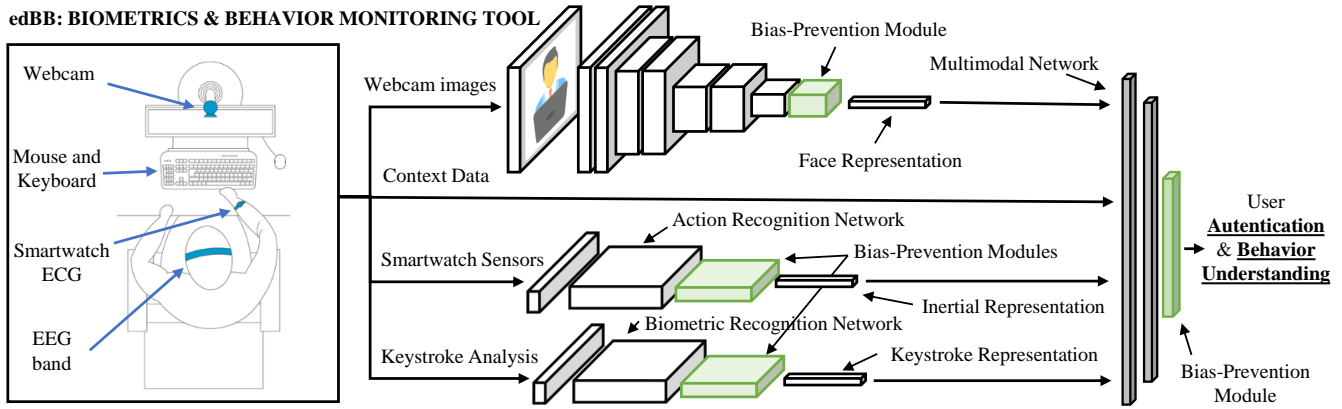 edBB: BIOMETRICS & BEHAVIOR MONITORING TOOL
Webcam
Mouse and
Keyboard
Smartwatch
ECG
EEG
band
Webcam images
Bias-Prevention Module
Face Representation
Multimodal Network
Context Data
Action Recognition Network
Smartwatch Sensors
Bias-Prevention Modules
Inertial Representation
Biometric Recognition Network
Keystroke Analysis
Keystroke Representation
User
Autentication
& Behavior
Understanding
Bias-Prevention
Module